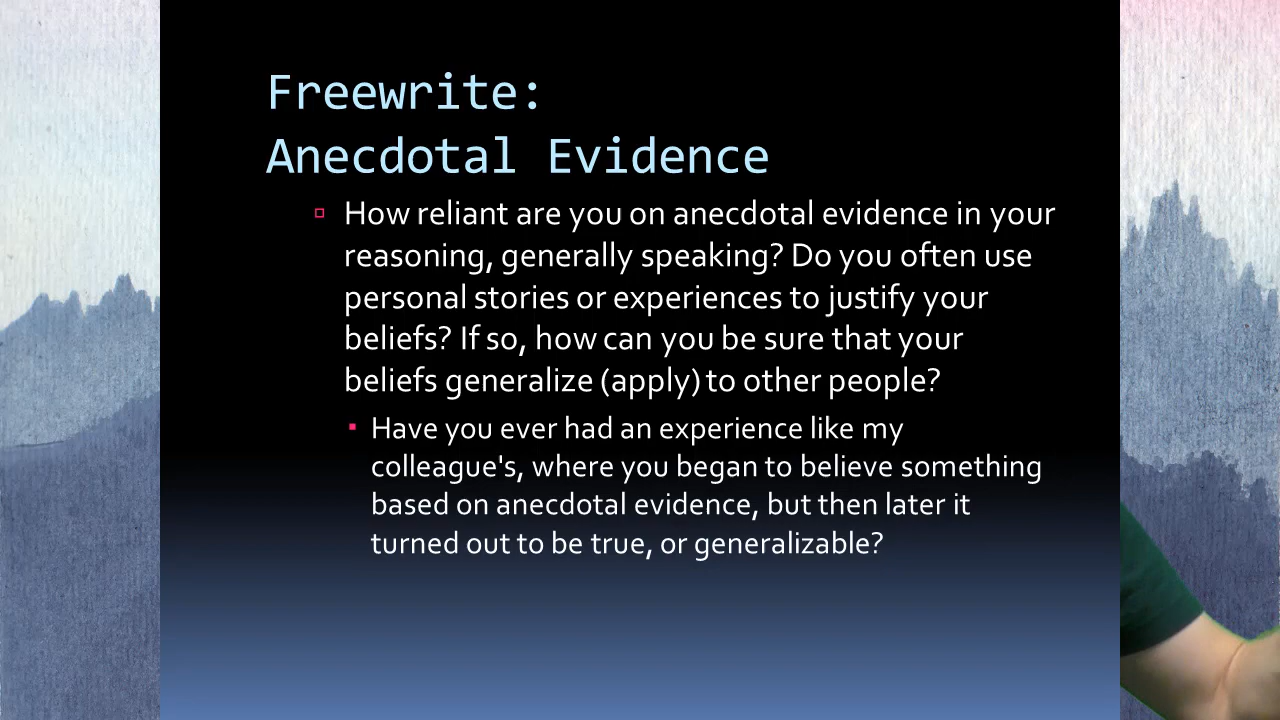 Freewrite:
Anecdotal Evidence
How reliant are you on anecdotal evidence in your
reasoning, generally speaking? Do you often use
personal stories or experiences to justify your
beliefs? If so, how can you be sure that your
beliefs generalize (apply) to other people?
Have you ever had an experience like my
colleague's, where you began to believe something
based on anecdotal evidence, but then later it
turned out to be true, or generalizable?